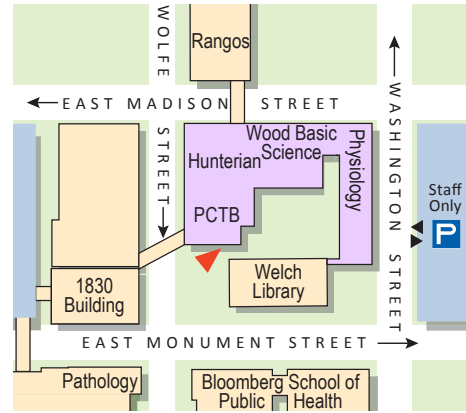 WOLFE STREET
Rangos
EAST MADISON STREET
WASHINGTON STREET
Wood Basic
Science
Hunterian
Physiology
PCTB
Staff
Only
P
1830
Building
Welch
Library
EAST MONUMENT STREET
Pathology
Bloomberg School of
Public Health